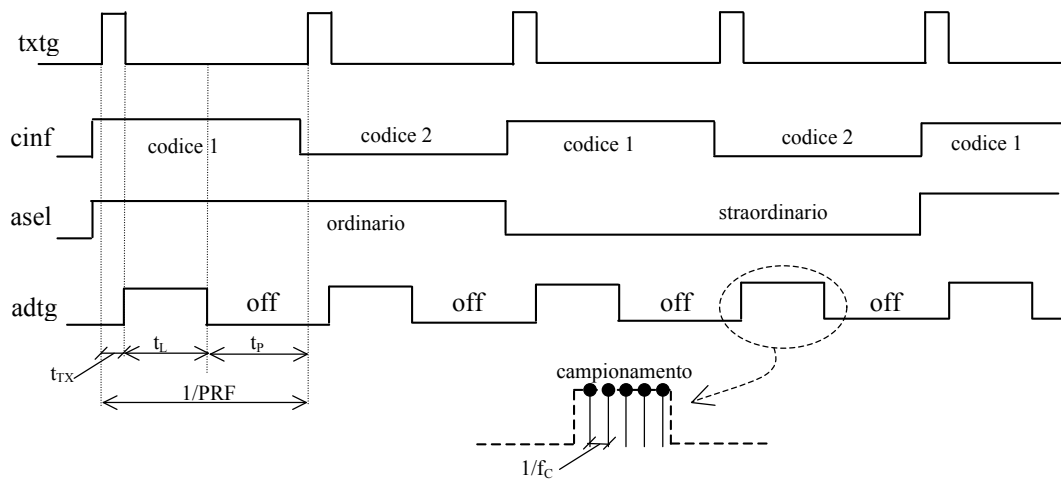 txtg
cinf
codice 1
codice 2
codice 1
codice 2
codice 1
asel
ordinario
straordinario
adtg
off
off
off
off
tTX
tL
tP
1/PRF
campionamento
1/fC